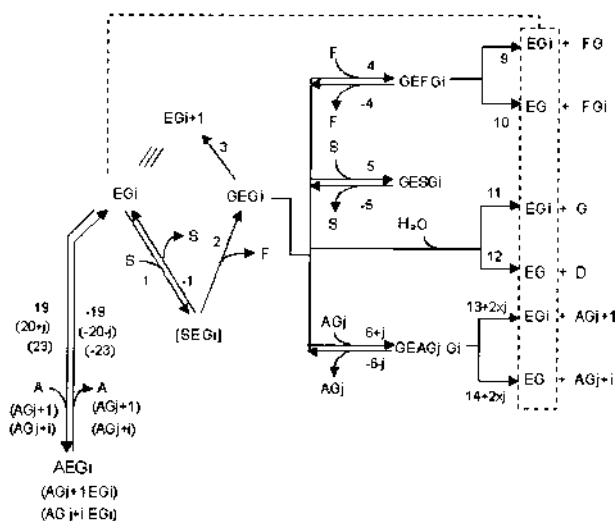 F 4 9 EGi + FG
GEFGi
-4 F 10 EG + FGi
EGi+1
3 S 5
EGi GEGi GESGi
-5 S 11 EGi + G
H₂O
S 2 F 12 EG + D
S 1 -1
[SEGi]
AGj 6+j 13+2xj EGi + AGj+1
GEAGj Gi
-6-j AGj 14+2xj EG + AGj+i
19 -19
(20+j) (-20-j)
(23) (-23)
A A
(AGj+1) (AGj+1)
(AGj+i) (AGj+i)
AEGi
(AGj+1 EGi)
(AGj+i EGi)